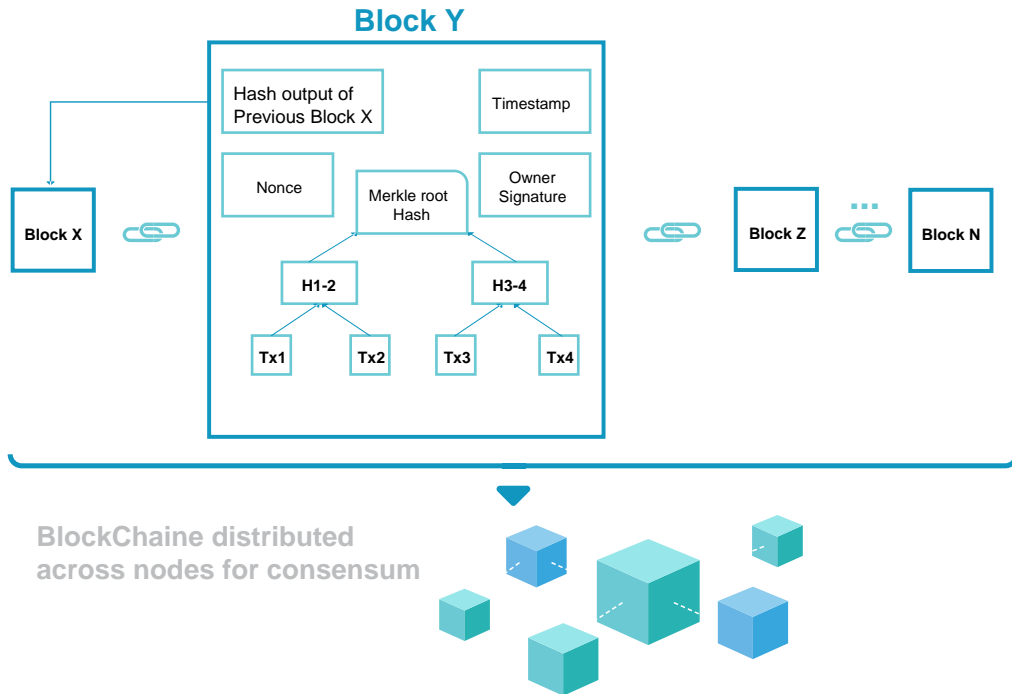 Block Y
Hash output of
Previous Block X
Timestamp
Nonce
Merkle root
Hash
Owner
Signature
Block X
Block Z
...
Block N
H1-2
H3-4
Tx1
Tx2
Tx3
Tx4
BlockChaine distributed
across nodes for consensum